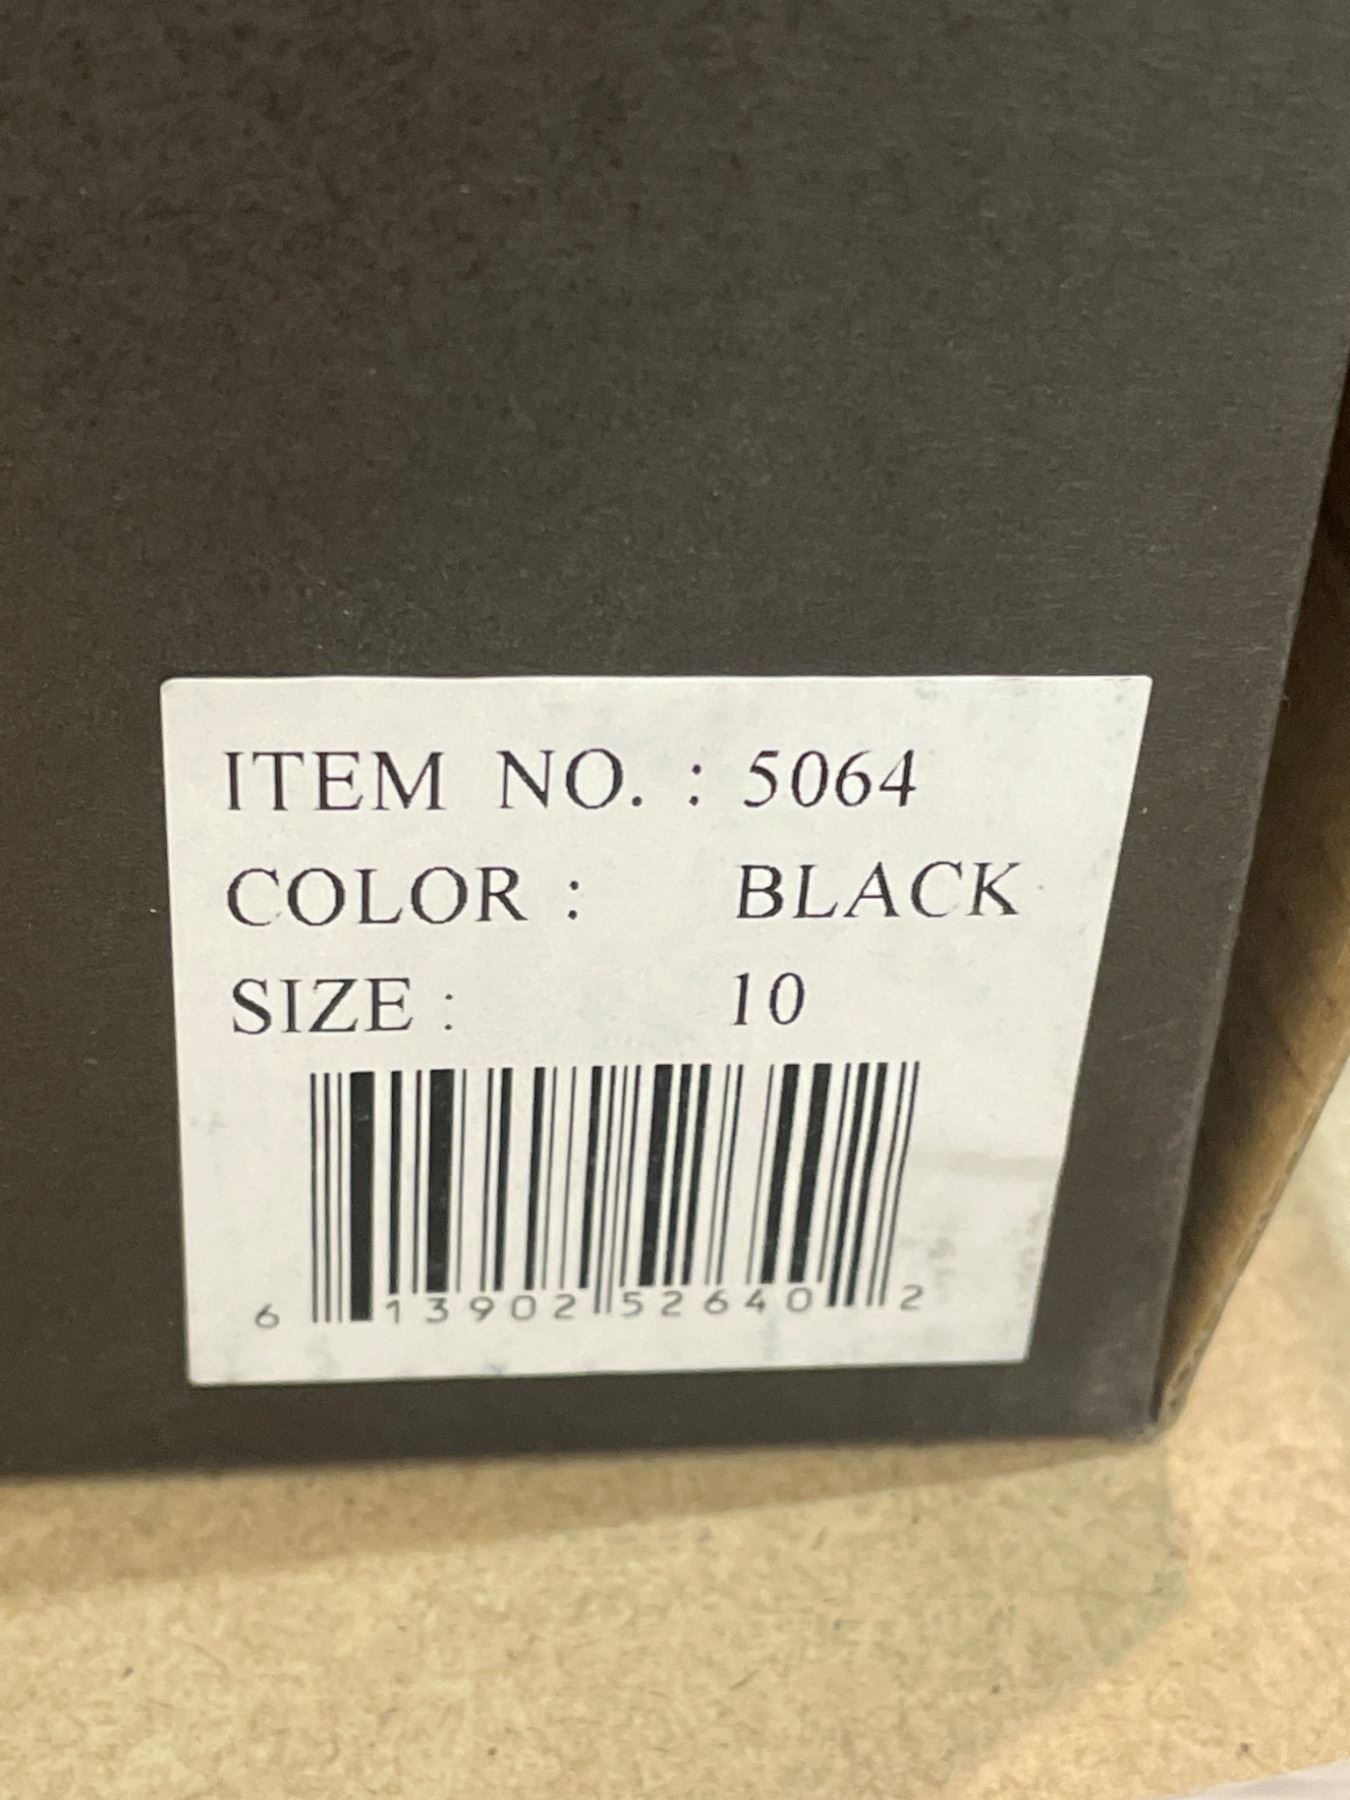 ITEM NO. : 5064
COLOR : BLACK
SIZE : 10
6 13902 52640 2